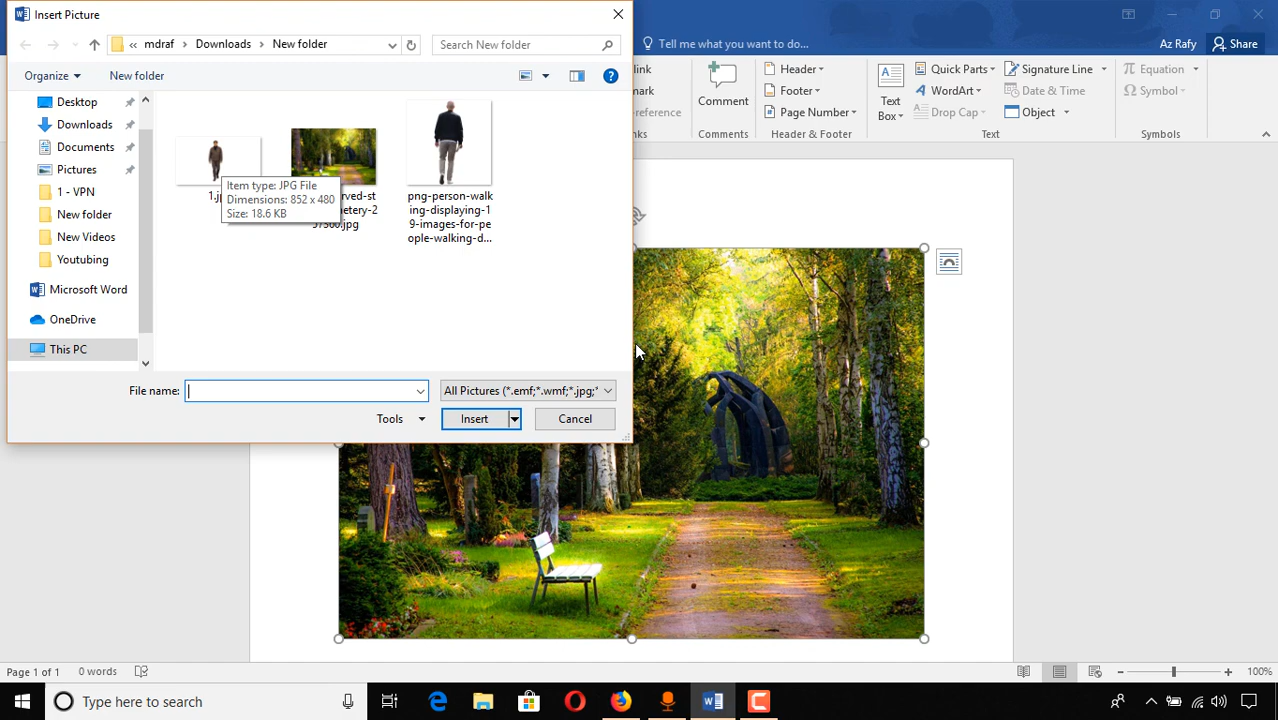 Insert Picture
« mdraf > Downloads > New folder
Search New folder
Organize
New folder
Desktop
Downloads
Documents
Pictures
1 - VPN
New folder
New Videos
Youtubing
Microsoft Word
OneDrive
This PC
Item type: JPG File
Dimensions: 852 x 480
Size: 18.6 KB
png-person-walk
ing-displaying-1
9-images-for-pe
ople-walking-d...
File name:
All Pictures (*.emf;*.wmf;*.jpg;*
Tools
Insert
Cancel
Tell me what you want to do...
Az Rafy
Share
Comment
Comments
Header
Footer
Page Number
Header & Footer
Text
Box
Quick Parts
WordArt
Drop Cap
Signature Line
Date & Time
Object
Text
Equation
Symbol
Symbols
Page 1 of 1
0 words
100%
Type here to search